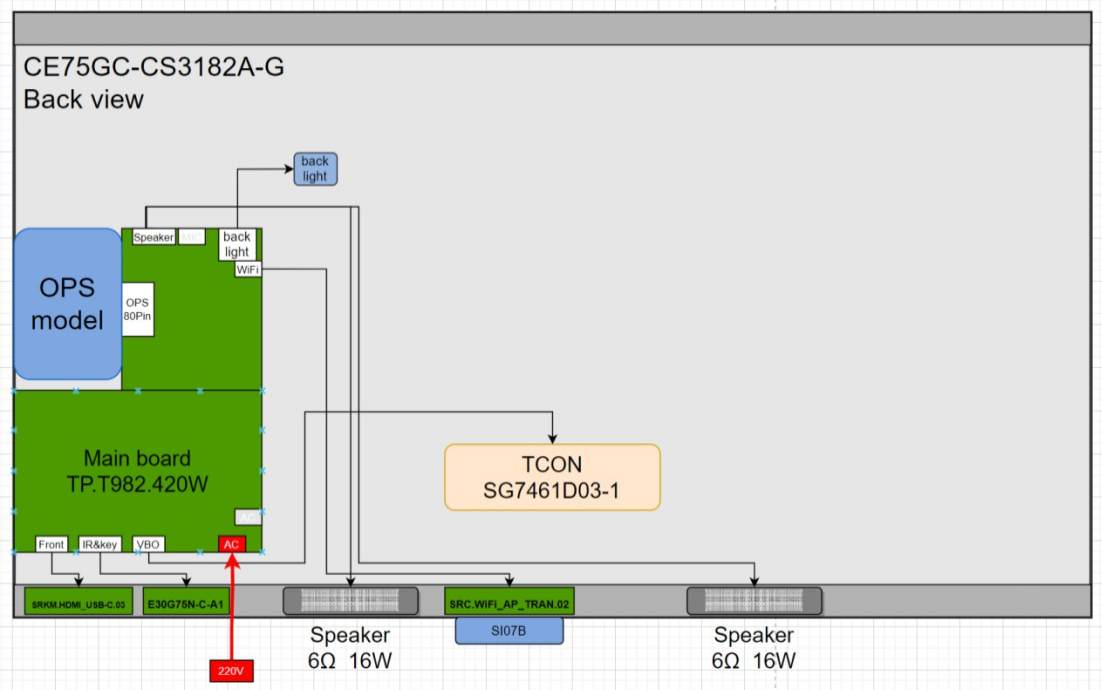 CE75GC-CS3182A-G
Back view
back
light
Speaker
MIC
back
light
WiFi
OPS
model
OPS
80Pin
Main board
TP.T982.420W
TCON
SG7461D03-1
AC
Front
IR&key
VBO
AC
SRKM.HDMI_USB-C.03
E30G75N-C-A1
SRC.WiFi_AP_TRAN.02
SI07B
Speaker
6Ω 16W
Speaker
6Ω 16W
220V